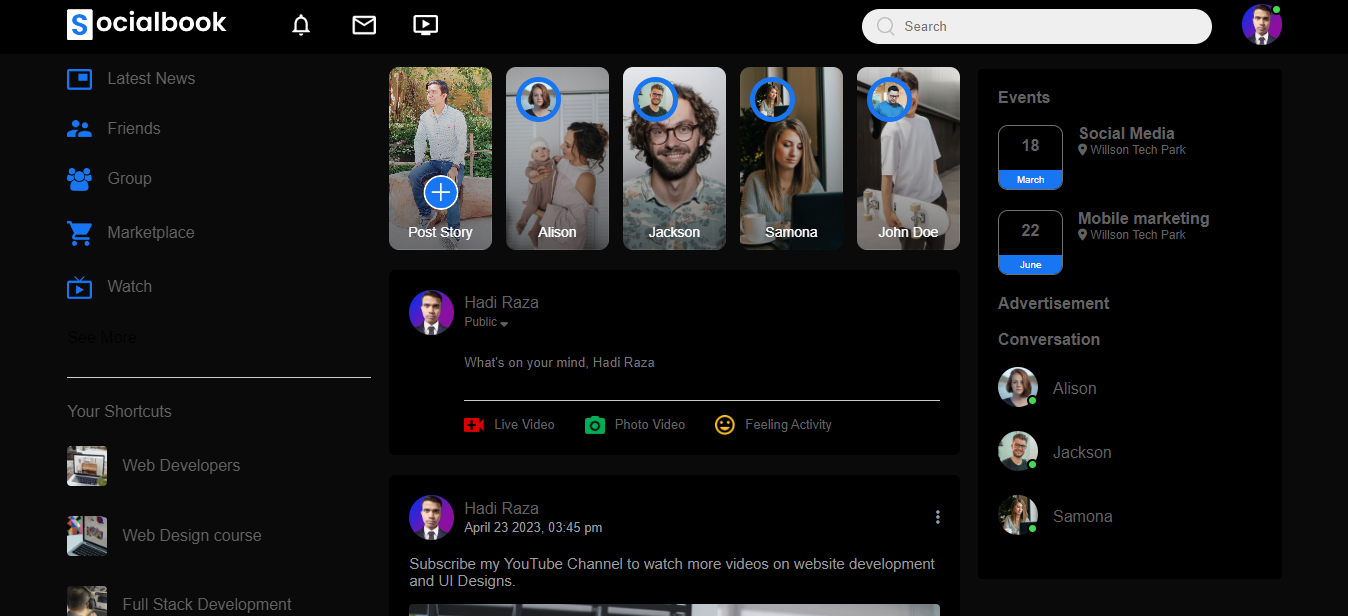 Socialbook
Search
Latest News
Friends
Group
Marketplace
Watch
See More
Your Shortcuts
Web Developers
Web Design course
Full Stack Development
Post Story
Alison
Jackson
Samona
John Doe
Hadi Raza
Public
What's on your mind, Hadi Raza
Live Video
Photo Video
Feeling Activity
Hadi Raza
April 23 2023, 03:45 pm
Subscribe my YouTube Channel to watch more videos on website development
and UI Designs.
Events
18
March
Social Media
Willson Tech Park
22
June
Mobile marketing
Willson Tech Park
Advertisement
Conversation
Alison
Jackson
Samona